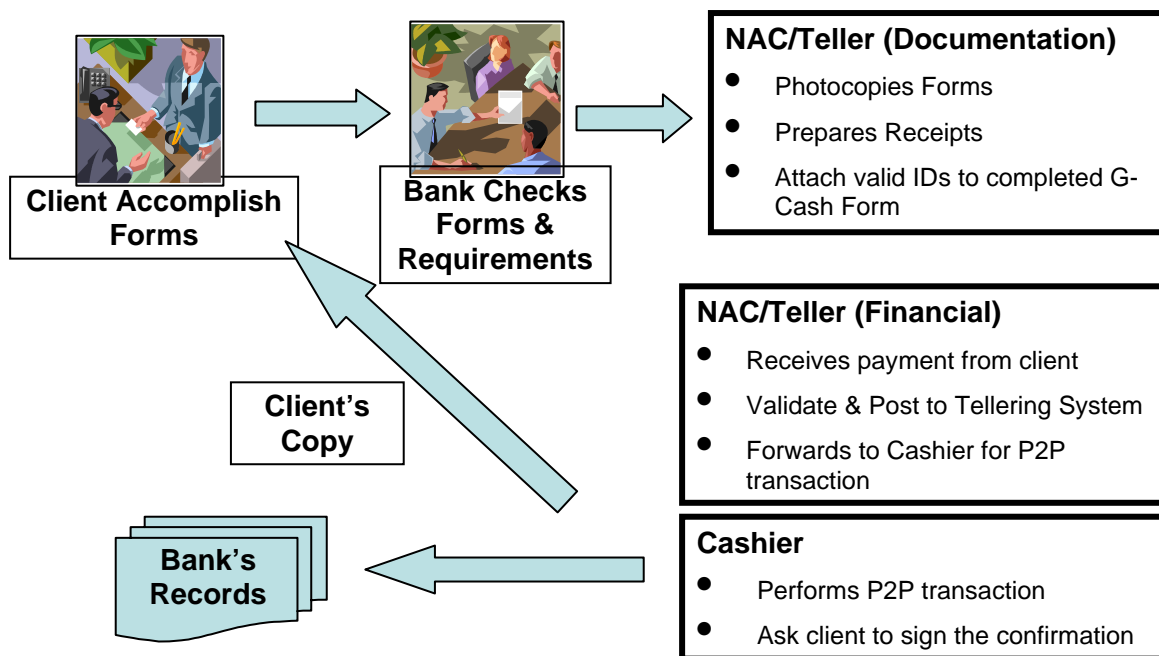 Client Accomplish
Forms
Bank Checks
Forms &
Requirements
NAC/Teller (Documentation)
• Photocopies Forms
• Prepares Receipts
• Attach valid IDs to completed G-
Cash Form
NAC/Teller (Financial)
• Receives payment from client
• Validate & Post to Tellering System
• Forwards to Cashier for P2P
transaction
Client's
Copy
Bank's
Records
Cashier
• Performs P2P transaction
• Ask client to sign the confirmation